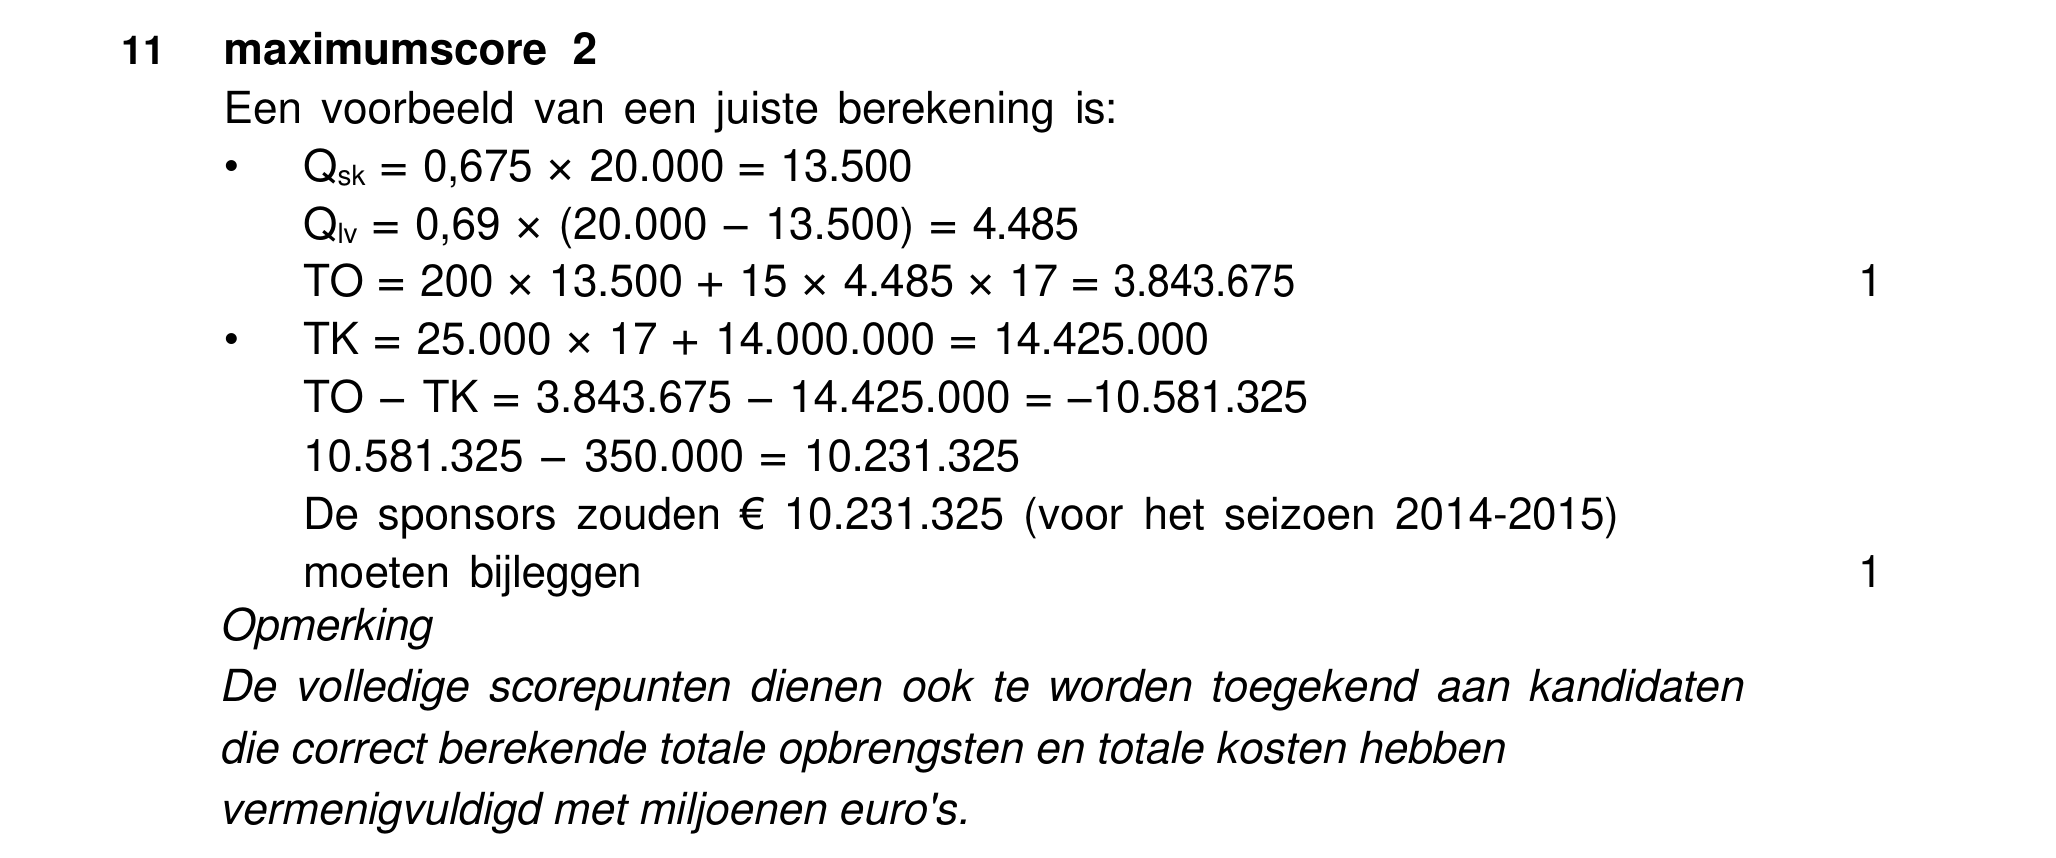 11 maximumscore 2
Een voorbeeld van een juiste berekening is:
• Qsk = 0,675 × 20.000 = 13.500
Qlv = 0,69 × (20.000 – 13.500) = 4.485
TO = 200 × 13.500 + 15 × 4.485 × 17 = 3.843.675 1
• TK = 25.000 × 17 + 14.000.000 = 14.425.000
TO – TK = 3.843.675 – 14.425.000 = –10.581.325
10.581.325 – 350.000 = 10.231.325
De sponsors zouden € 10.231.325 (voor het seizoen 2014-2015)
moeten bijleggen 1
Opmerking
De volledige scorepunten dienen ook te worden toegekend aan kandidaten
die correct berekende totale opbrengsten en totale kosten hebben
vermenigvuldigd met miljoenen euro's.